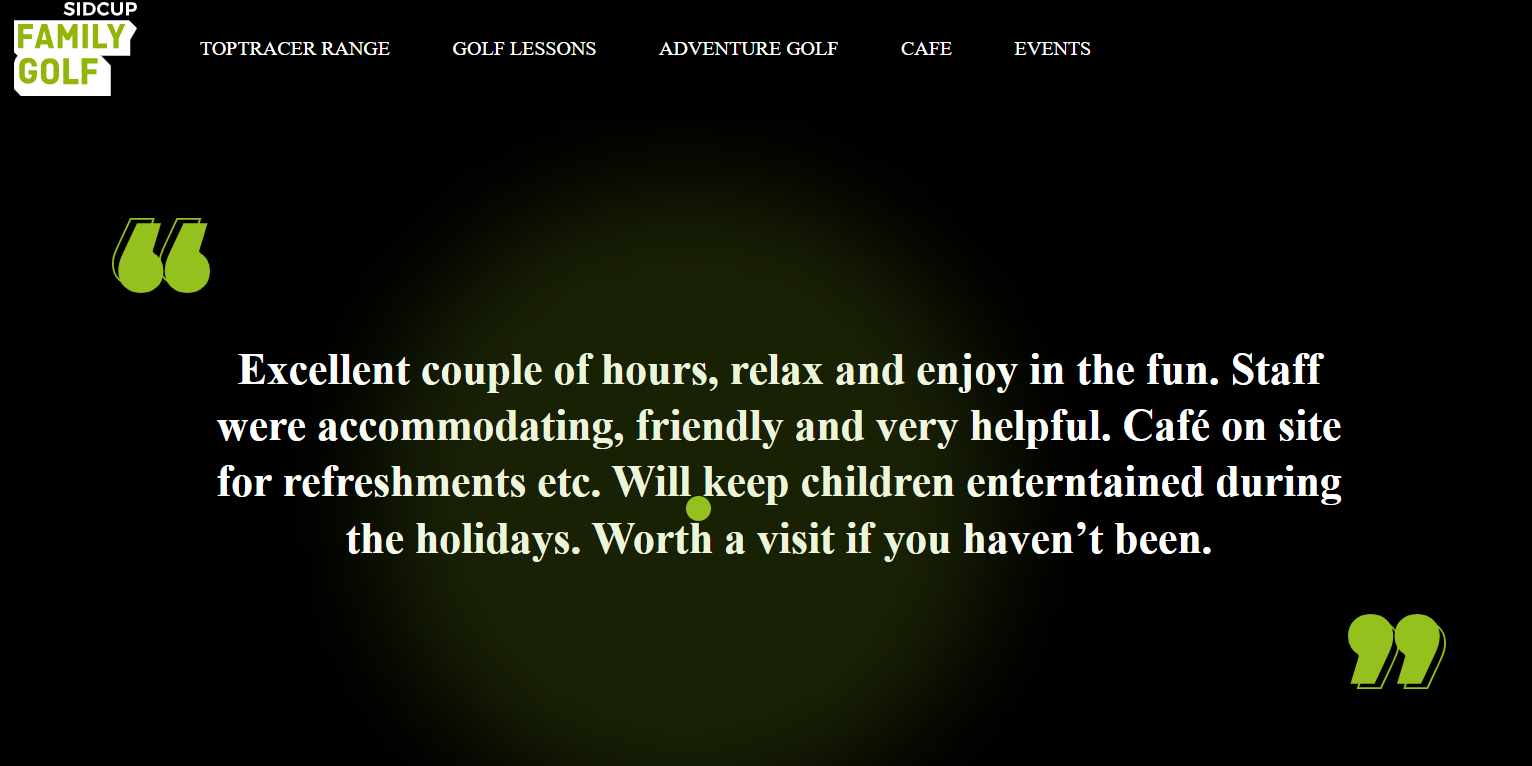 SIDCUP
FAMILY
GOLF
TOPTRACER RANGE GOLF LESSONS ADVENTURE GOLF CAFE EVENTS
“
Excellent couple of hours, relax and enjoy in the fun. Staff
were accommodating, friendly and very helpful. Café on site
for refreshments etc. Will keep children enterntained during
the holidays. Worth a visit if you haven’t been.
”